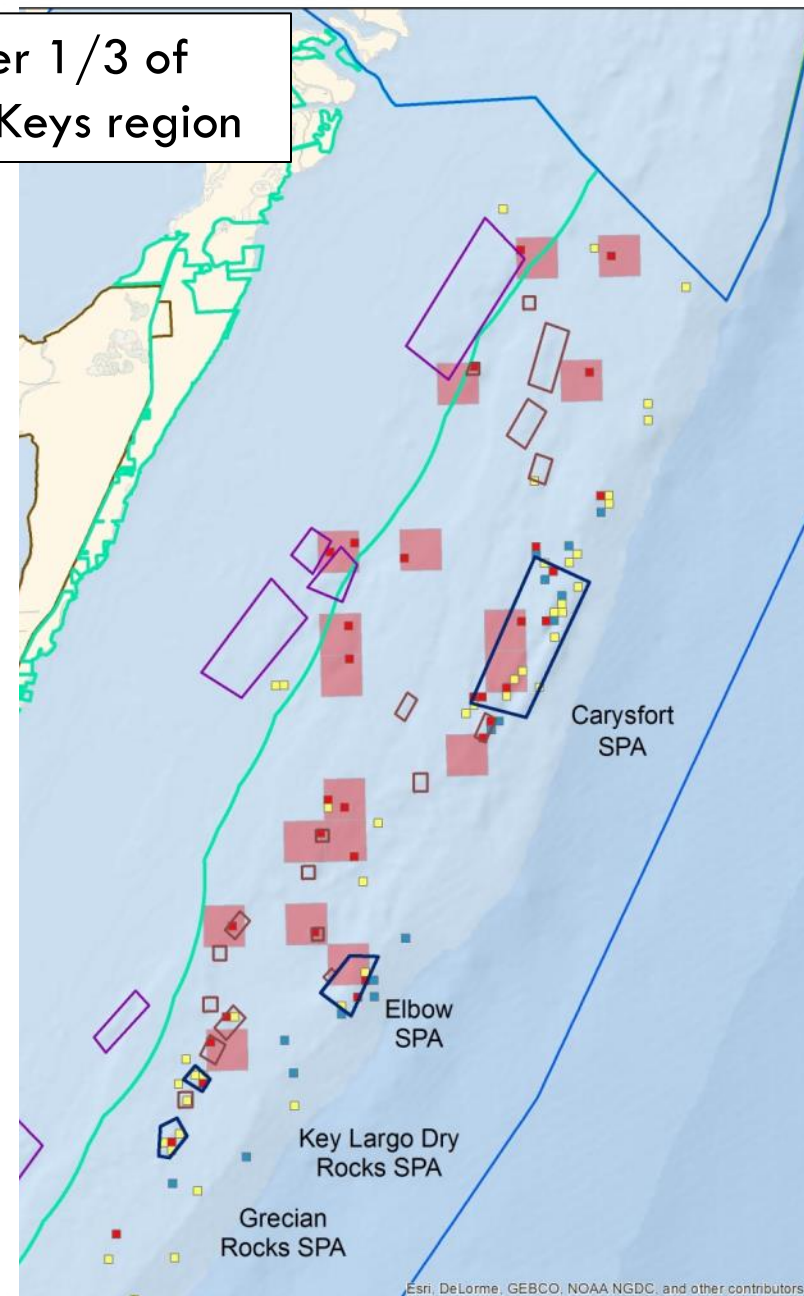 er 1/3 of
Keys region
Carysfort
SPA
Elbow
SPA
Key Largo Dry
Rocks SPA
Grecian
Rocks SPA
Esri, DeLorme, GEBCO, NOAA NGDC, and other contributors